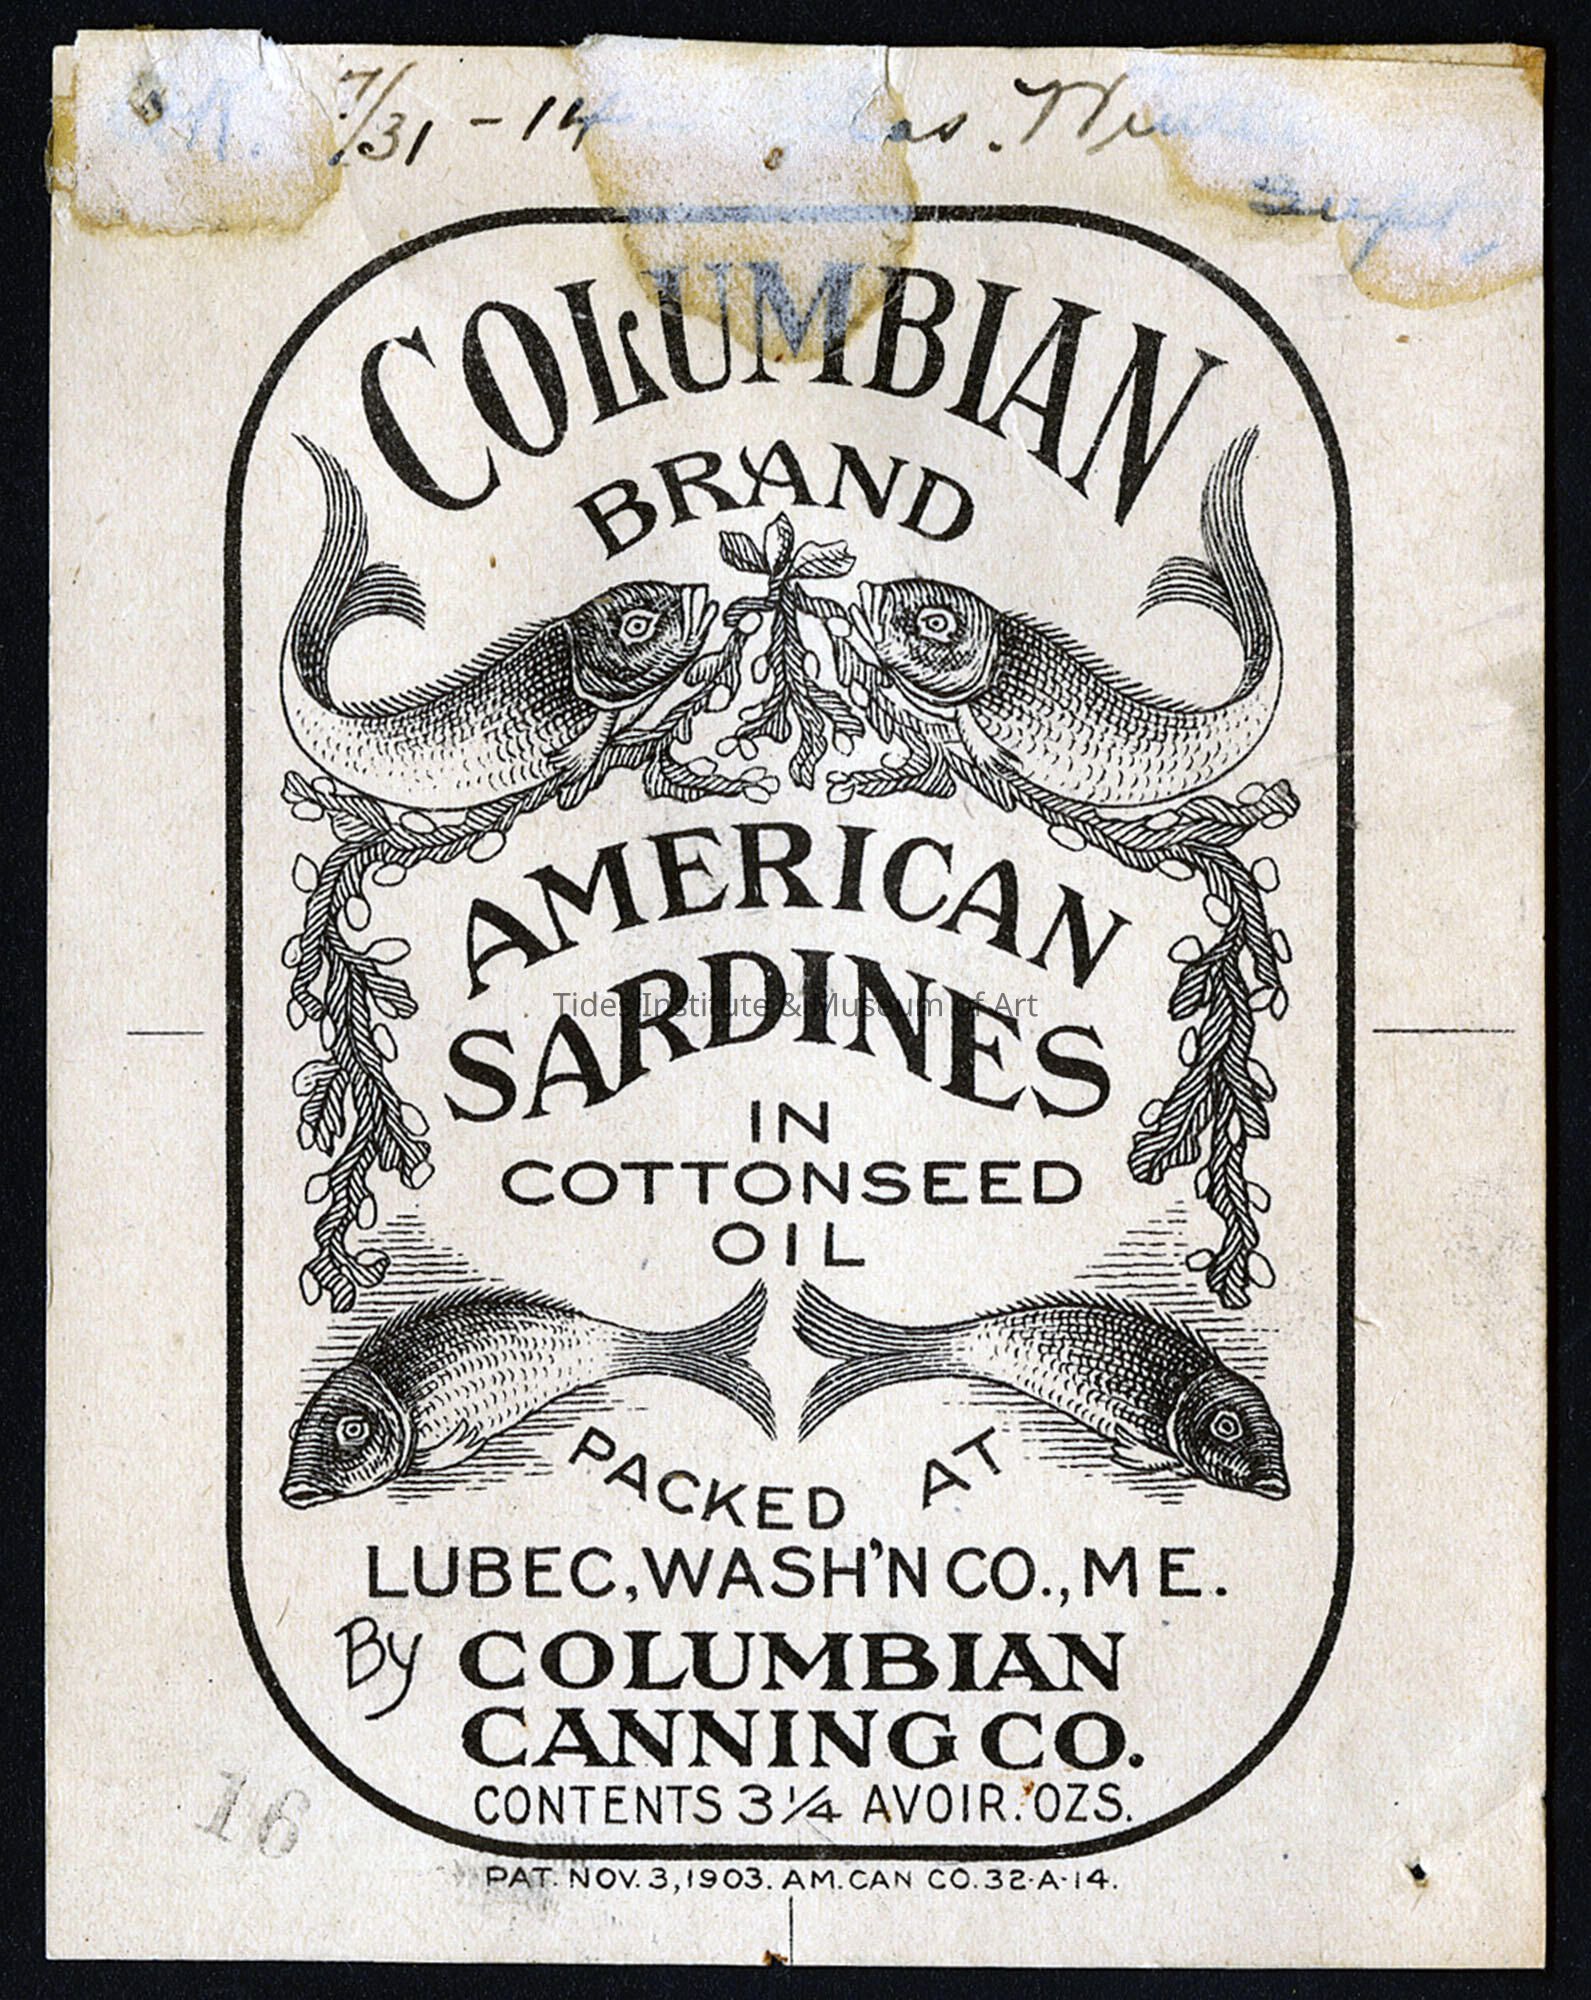 7/31-14
COLUMBIAN
BRAND
AMERICAN
SARDINES
Tides Institute & Museum of Art
IN
COTTONSEED
OIL
PACKED AT
LUBEC, WASH'N CO., ME.
By COLUMBIAN
CANNING CO.
CONTENTS 3 1/4 AVOIR. OZS.
16
PAT. NOV. 3, 1903. AM. CAN CO. 32-A-14.